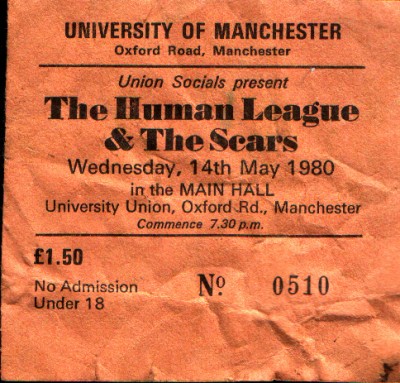 UNIVERSITY OF MANCHESTER
Oxford Road, Manchester
Union Socials present
The Human League
& The Scars
Wednesday, 14th May 1980
in the MAIN HALL
University Union, Oxford Rd., Manchester
Commence 7.30 p.m.
£1.50
No Admission
Under 18
Nº 0510